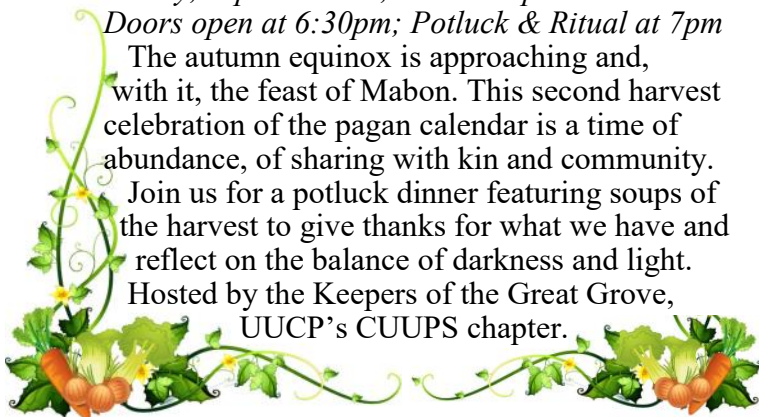 Doors open at 6:30pm; Potluck & Ritual at 7pm
The autumn equinox is approaching and,
with it, the feast of Mabon. This second harvest
celebration of the pagan calendar is a time of
abundance, of sharing with kin and community.
Join us for a potluck dinner featuring soups of
the harvest to give thanks for what we have and
reflect on the balance of darkness and light.
Hosted by the Keepers of the Great Grove,
UUCP’s CUUPS chapter.